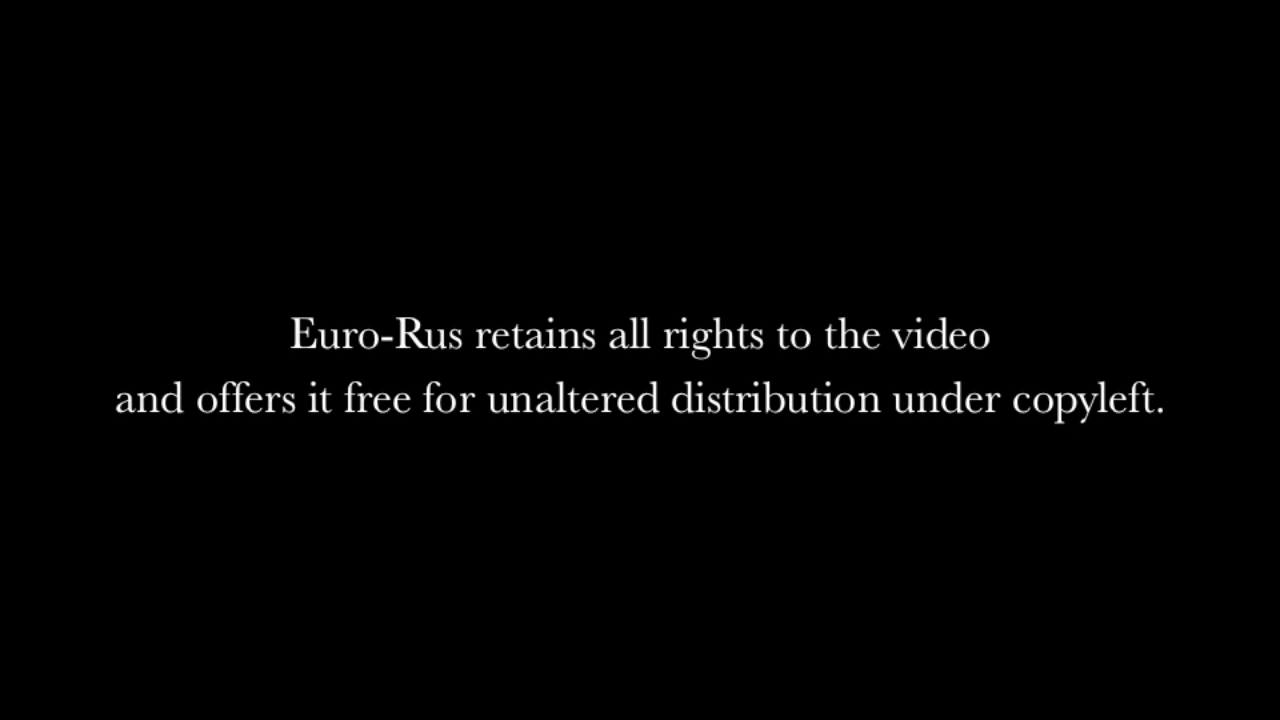 Euro-Rus retains all rights to the video
and offers it free for unaltered distribution under copyleft.